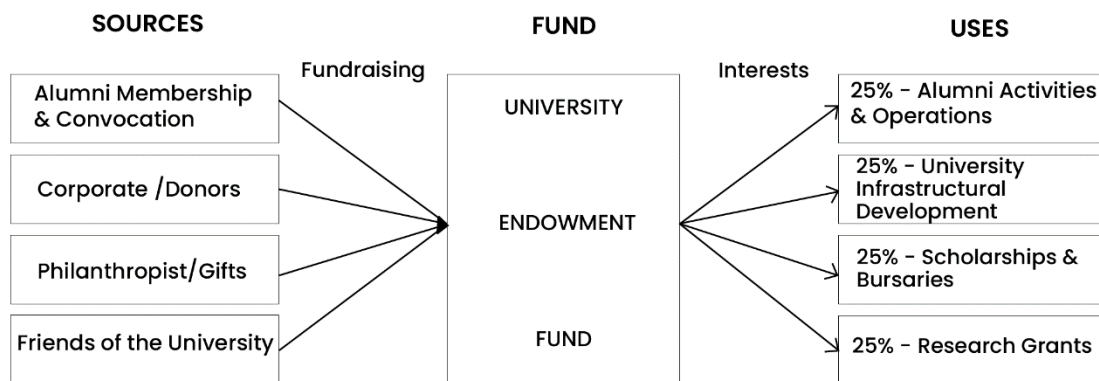 SOURCES
FUND
USES
Fundraising
Interests
Alumni Membership
& Convocation
Corporate /Donors
Philanthropist/Gifts
Friends of the University
UNIVERSITY
ENDOWMENT
FUND
25% - Alumni Activities
& Operations
25% - University
Infrastructural
Development
25% - Scholarships &
Bursaries
25% - Research Grants